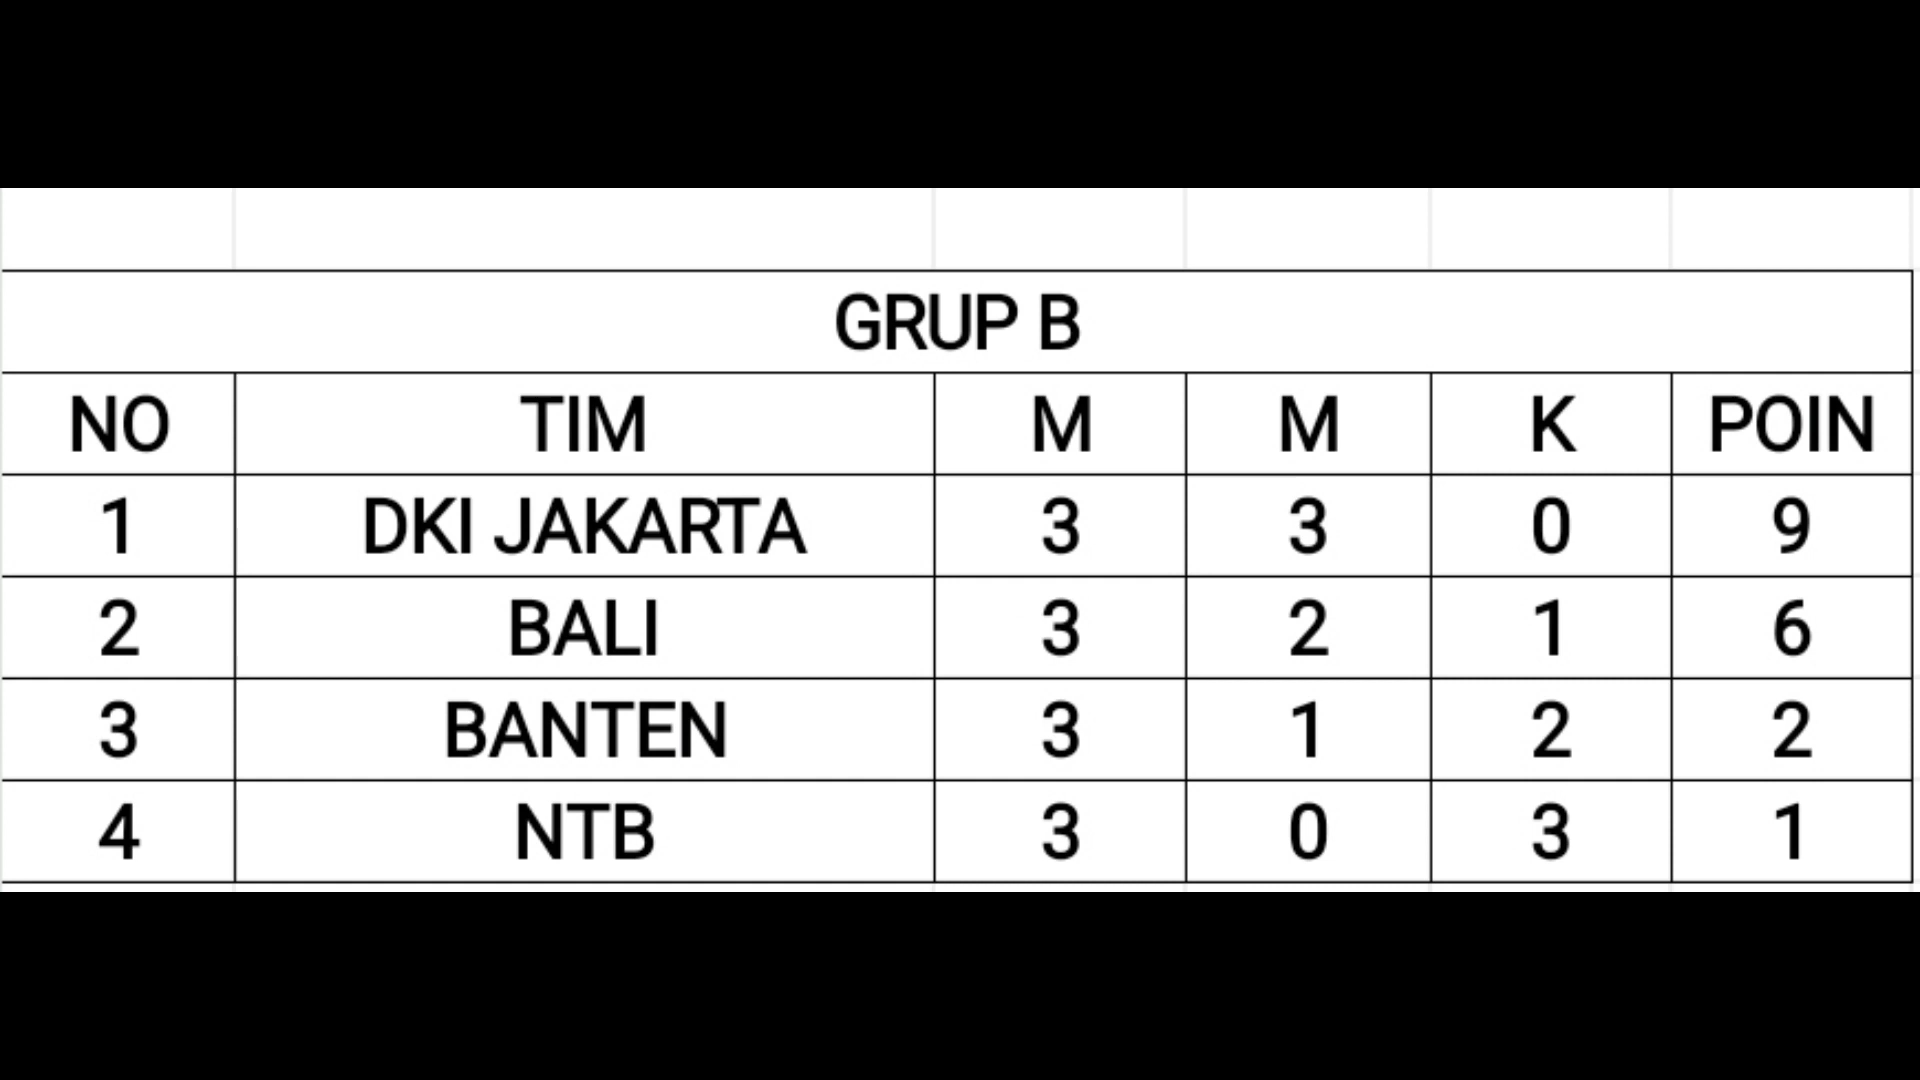 GRUP B
NO TIM M M K POIN
1 DKI JAKARTA 3 3 0 9
2 BALI 3 2 1 6
3 BANTEN 3 1 2 2
4 NTB 3 0 3 1